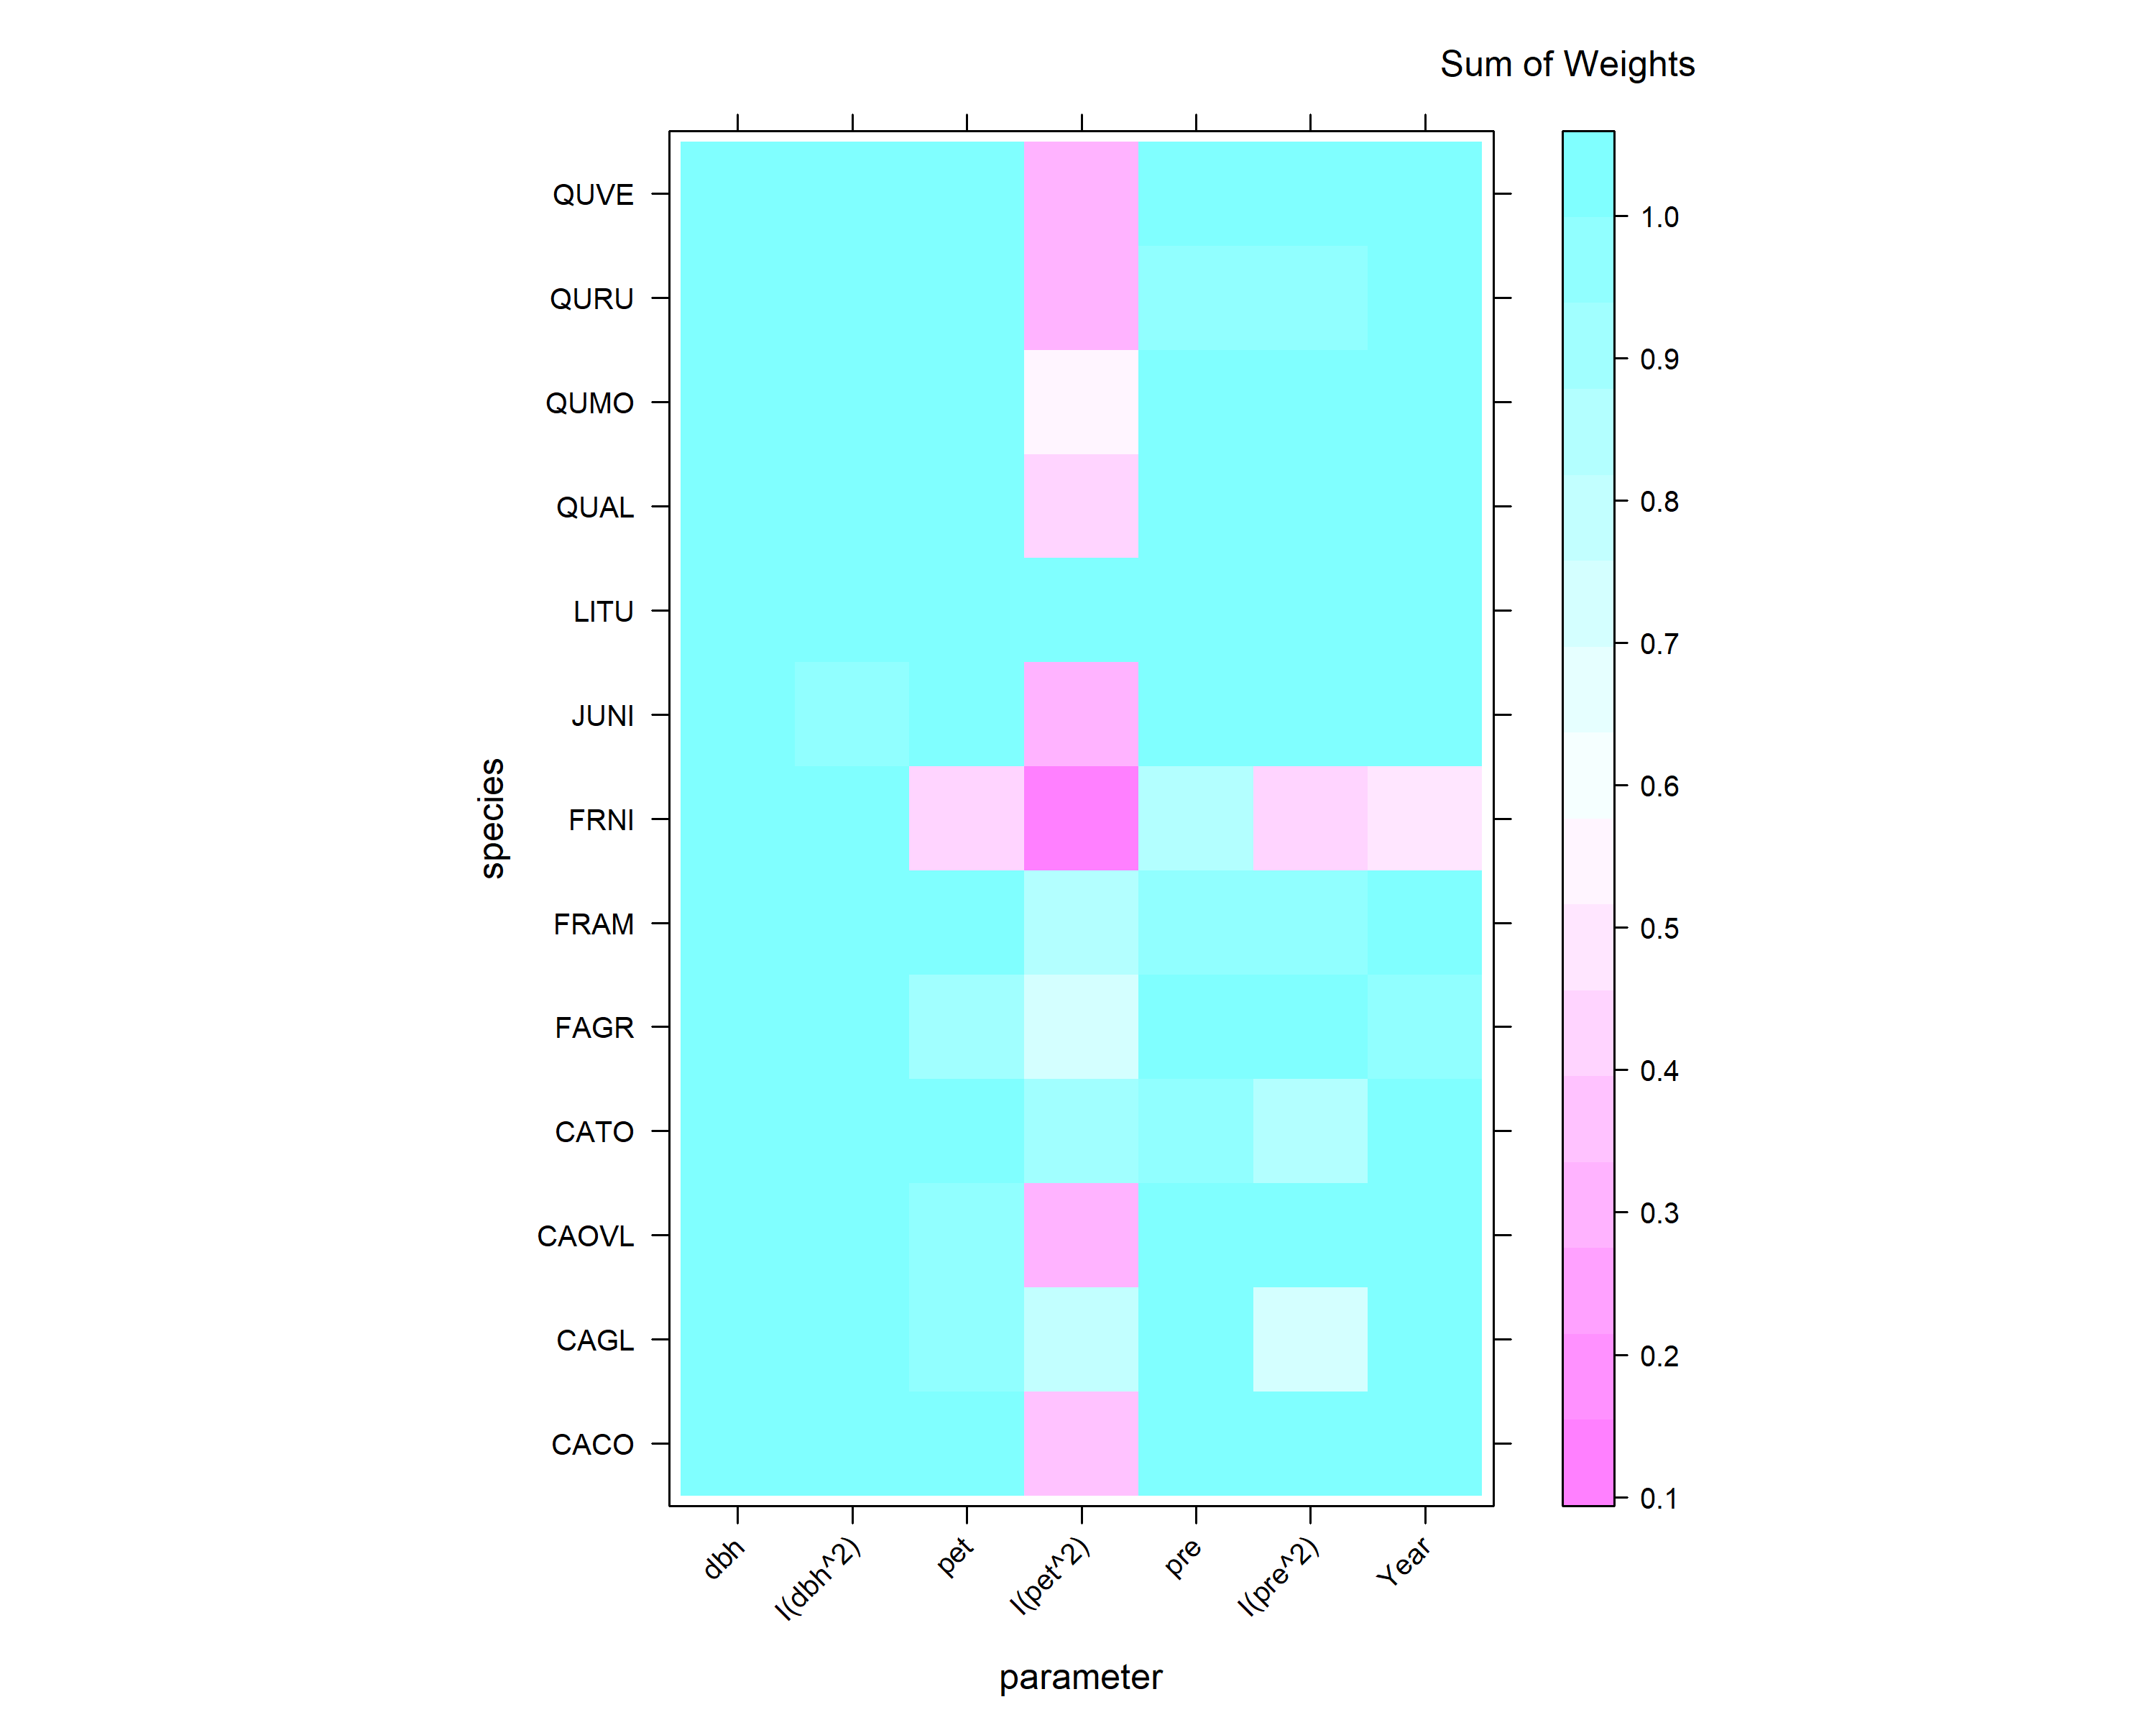 Sum of Weights
QUVE
QURU
QUMO
QUAL
LITU
JUNI
FRNI
FRAM
FAGR
CATO
CAOVL
CAGL
CACO
species
1.0
0.9
0.8
0.7
0.6
0.5
0.4
0.3
0.2
0.1
dbh
I(dbh^2)
pet
I(pet^2)
pre
I(pre^2)
Year
parameter